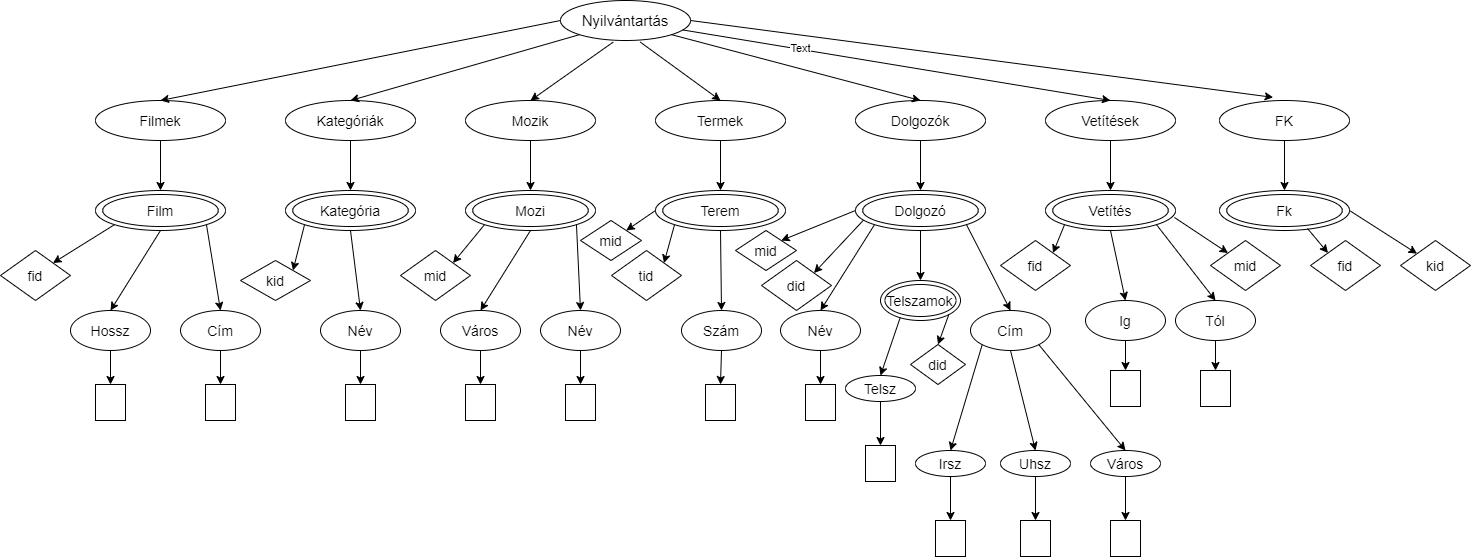 Nyilvántartás
Text
Filmek
Kategóriák
Mozik
Termek
Dolgozók
Vetítések
FK
Film
Kategória
Mozi
Terem
Dolgozó
Vetítés
Fk
fid
kid
mid
mid
tid
mid
did
fid
mid
fid
kid
Telszamok
Hossz
Cím
Név
Város
Név
Szám
Név
Cím
Ig
Tól
did
Telsz
Irsz
Uhsz
Város